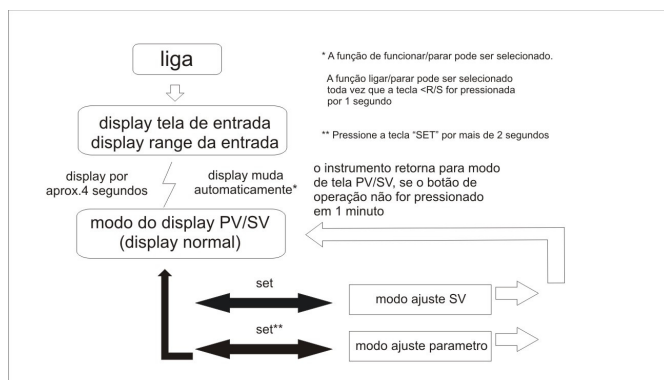 liga
* A função de funcionar/parar pode ser selecionado.
A função ligar/parar pode ser selecionado
toda vez que a tecla <R/S for pressionada
por 1 segundo
** Pressione a tecla “SET” por mais de 2 segundos
display tela de entrada
display range da entrada
display por
aprox.4 segundos
display muda
automaticamente*
o instrumento retorna para modo
de tela PV/SV, se o botão de
operação não for pressionado
em 1 minuto
modo do display PV/SV
(display normal)
set
modo ajuste SV
set**
modo ajuste parametro